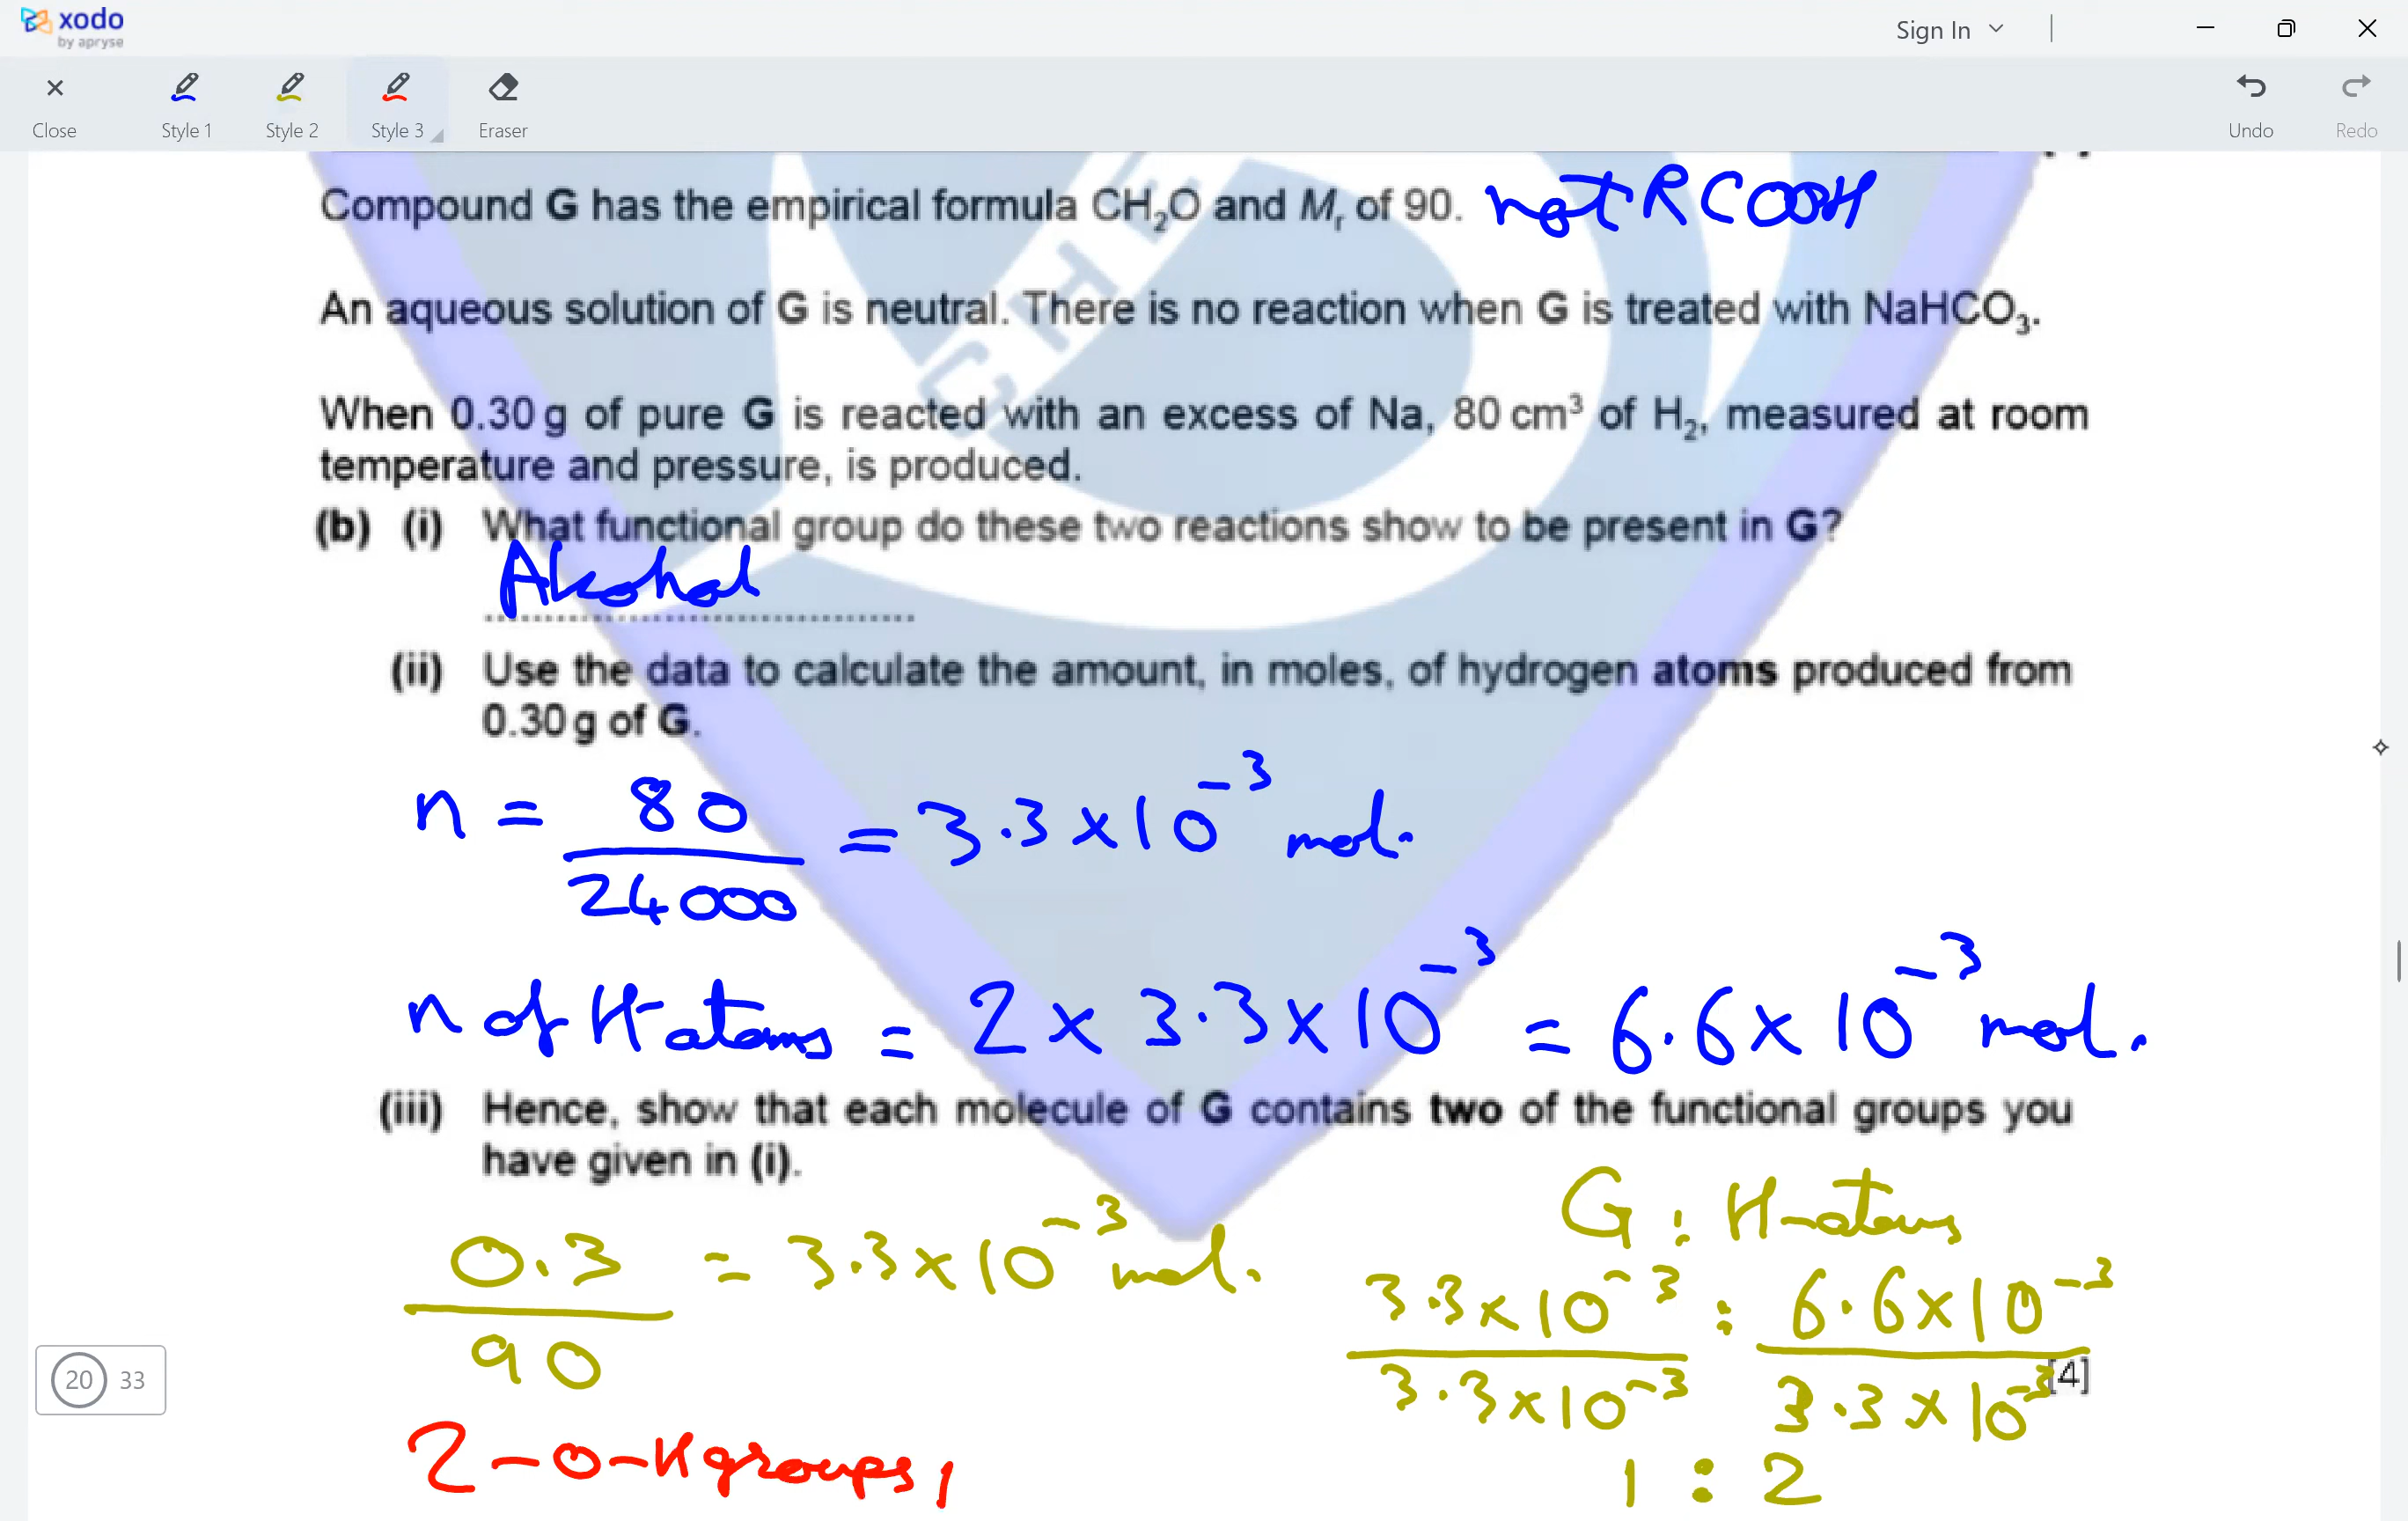 xodo
by apryse
Sign In
Close
Style 1
Style 2
Style 3
Eraser
Undo
Redo
CHE
Compound G has the empirical formula CH₂O and Mᵣ of 90. not RCOOH
An aqueous solution of G is neutral. There is no reaction when G is treated with NaHCO₃.
When 0.30 g of pure G is reacted with an excess of Na, 80 cm³ of H₂, measured at room
temperature and pressure, is produced.
(b) (i) What functional group do these two reactions show to be present in G?
Alcohol
(ii) Use the data to calculate the amount, in moles, of hydrogen atoms produced from
0.30 g of G.
n = 80/24000 = 3.3 x 10⁻³ mol.
n of H atoms = 2 x 3.3 x 10⁻³ = 6.6 x 10⁻³ mol.
(iii) Hence, show that each molecule of G contains two of the functional groups you
have given in (i).
0.3/90 = 3.3 x 10⁻³ mol.
G : H-atoms
3.3 x 10⁻³/3.3 x 10⁻³ : 6.6 x 10⁻³/3.3 x 10⁻³
[4]
1 : 2
2 -O-H groups,
20 33